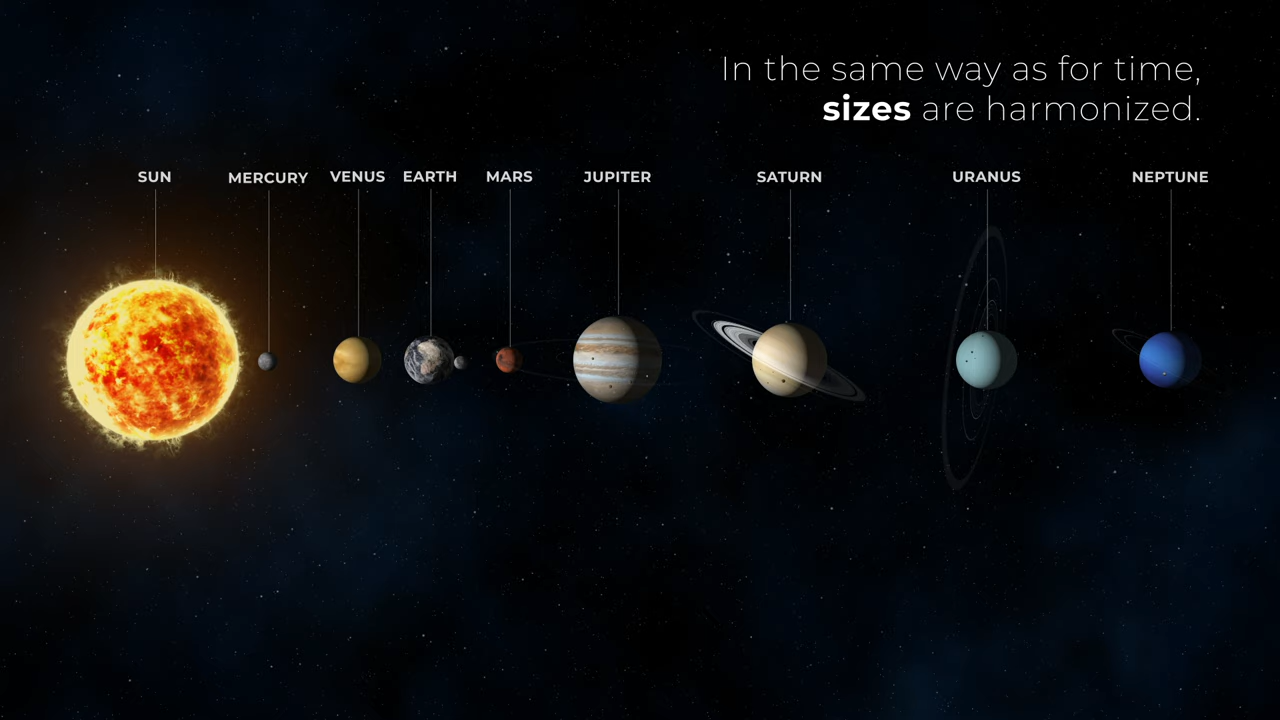 In the same way as for time,
sizes are harmonized.
SUN
MERCURY
VENUS
EARTH
MARS
JUPITER
SATURN
URANUS
NEPTUNE